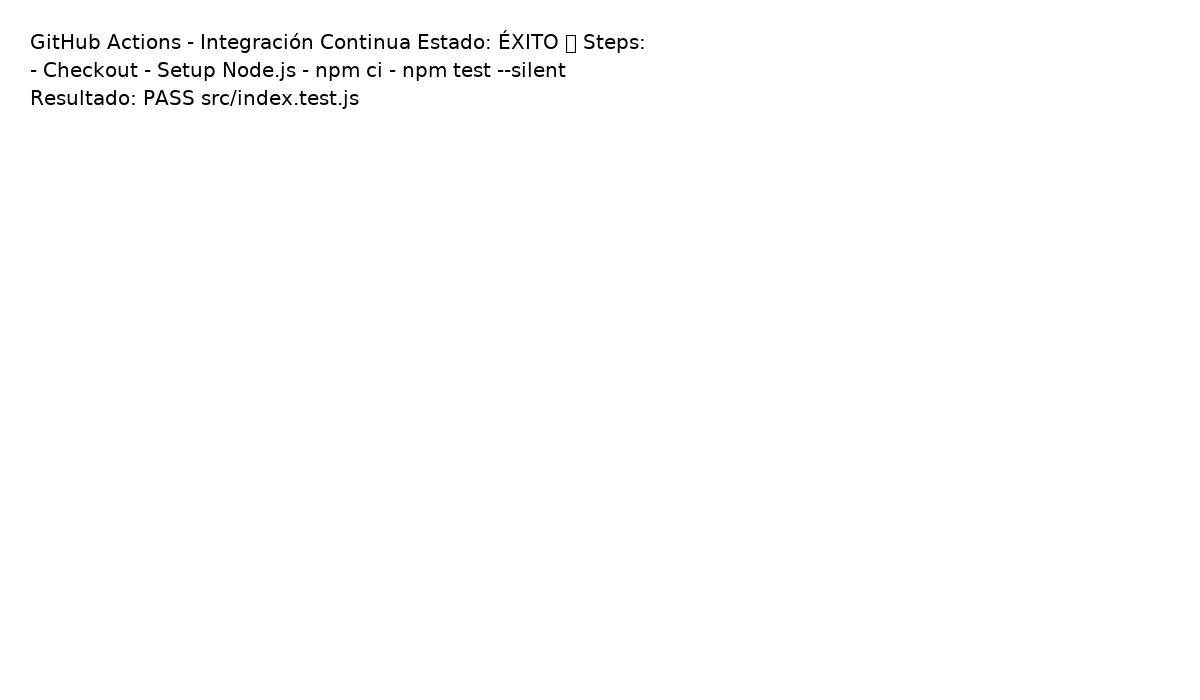 GitHub Actions - Integración Continua Estado: ÉXITO ▯ Steps:
- Checkout - Setup Node.js - npm ci - npm test --silent
Resultado: PASS src/index.test.js